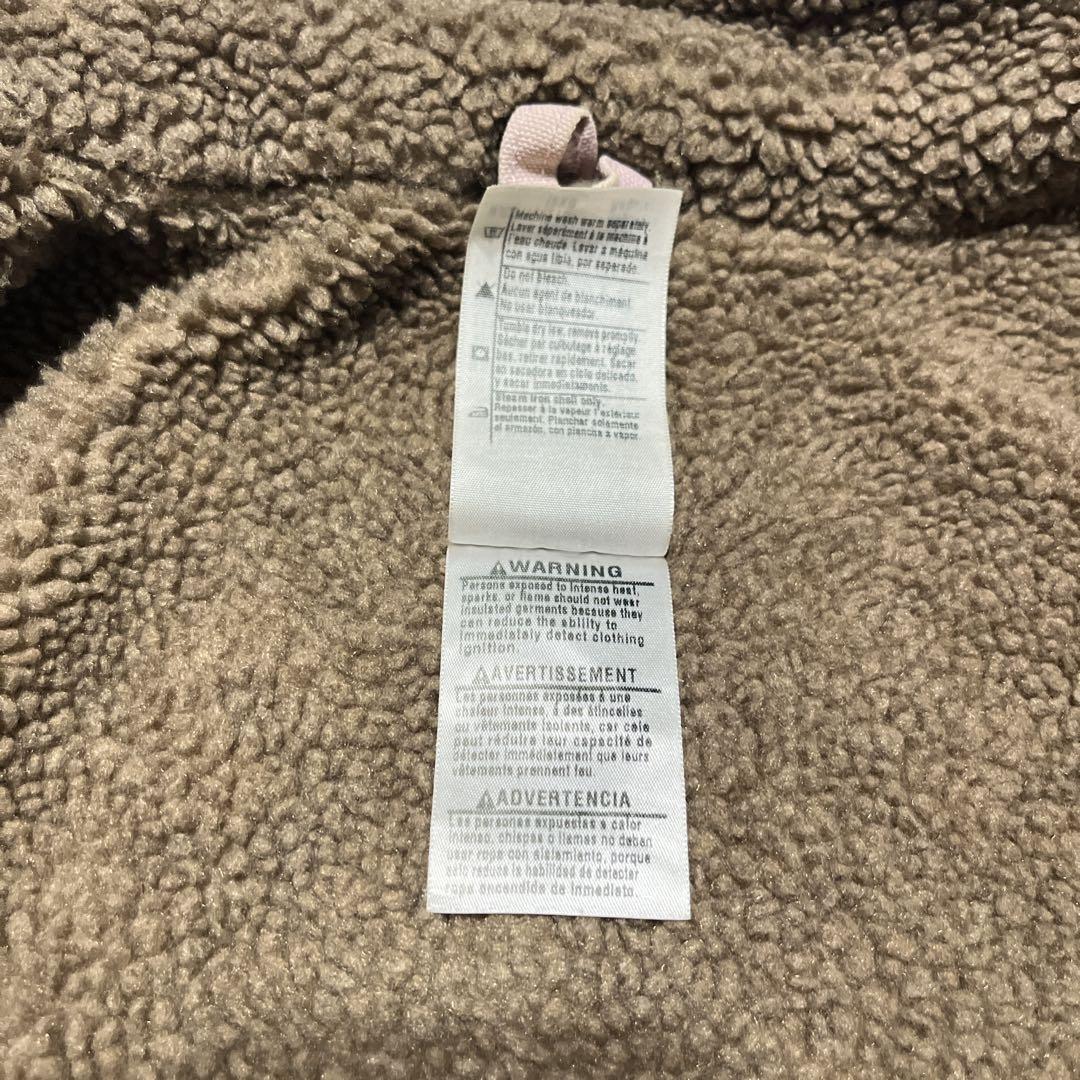 Machine wash warm separately.
Laver séparément à la machine à
l'eau chaude. Lavar a máquina
con agua tibia, por separado.
Do not bleach.
Aucun agent de blanchiment.
No usar blanqueador.
Tumble dry low, remove promptly.
Sécher par culbutage à réglage
bas, retirer rapidement. Secar
en secadora en ciclo delicado,
y sacar inmediatamente.
Steam iron shell only.
Repasser à la vapeur l'extérieur
seulement. Planchar solamente
el armazón, con plancha a vapor.
WARNING
Persons exposed to intense heat,
sparks, or flame should not wear
insulated garments because they
can reduce the ability to
immediately detect clothing
ignition.
AVERTISSEMENT
Les personnes exposées à une
chaleur intense, à des étincelles
ou vêtements isolants, car cela
peut réduire leur capacité de
détecter immédiatement que leurs
vêtements prennent feu.
ADVERTENCIA
Las personas expuestas a calor
intenso, chispas o llamas no deban
usar ropa con aislamiento, porque
esto reduce la habilidad de detectar
ropa encendida de inmediato.